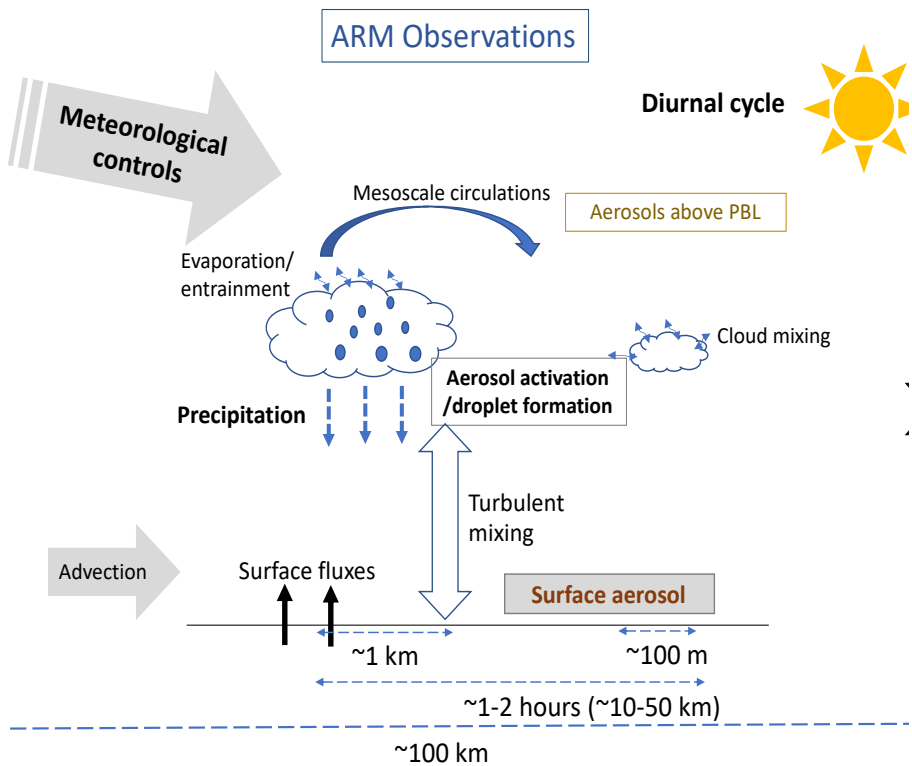 ARM Observations
Meteorological
controls
Diurnal cycle
Mesoscale circulations
Aerosols above PBL
Evaporation/
entrainment
Cloud mixing
Aerosol activation
/droplet formation
Precipitation
Turbulent
mixing
Advection
Surface fluxes
Surface aerosol
~1 km
~100 m
~1-2 hours (~10-50 km)
~100 km